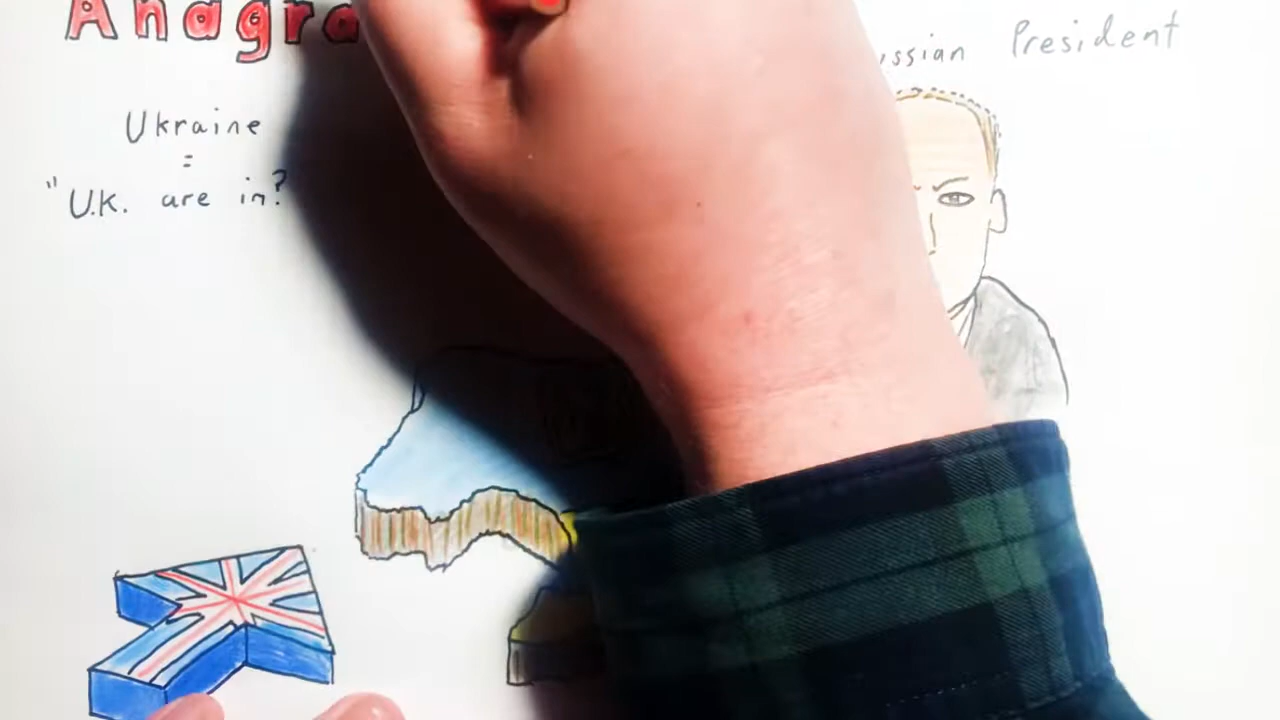 Anagra
Ukraine
=
"U.K. are in?
ssian President